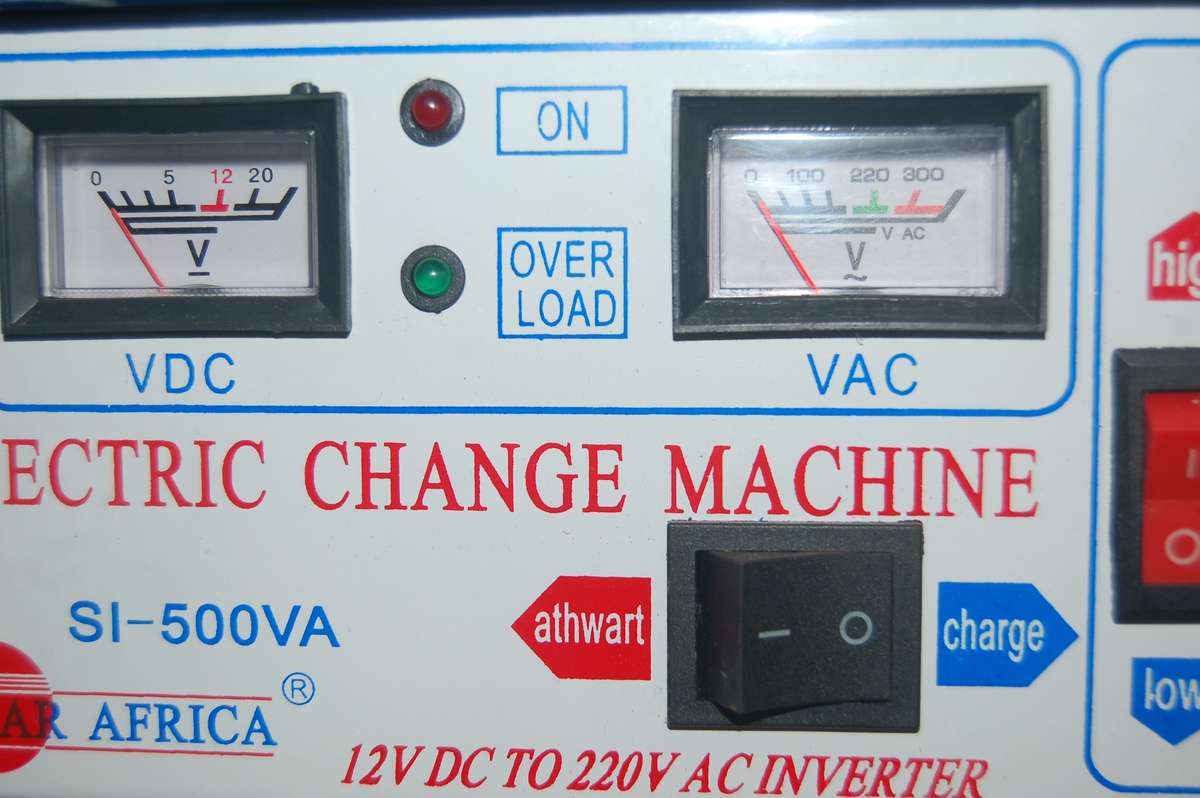 0 5 12 20
V
VDC
ON
OVER
LOAD
0 100 220 300
V AC
V
~
VAC
ECTRIC CHANGE MACHINE
SI-500VA
AR AFRICA ®
athwart
I O
charge
12V DC TO 220V AC INVERTER
hig
I
O
low